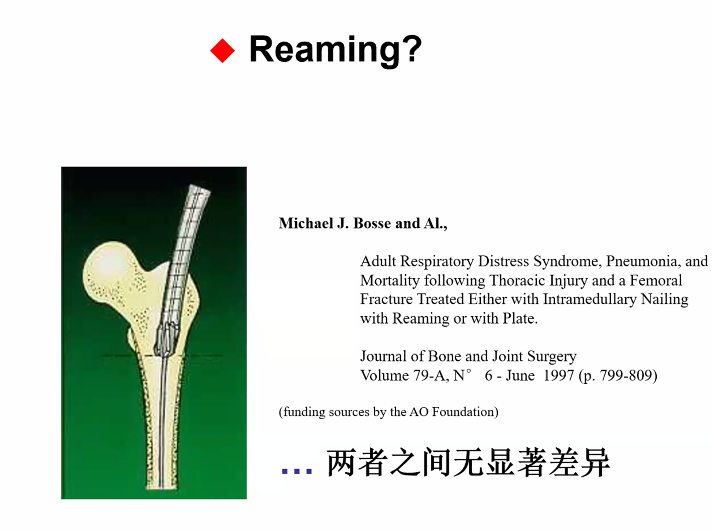 ◆ Reaming?
Michael J. Bosse and Al.,
Adult Respiratory Distress Syndrome, Pneumonia, and
Mortality following Thoracic Injury and a Femoral
Fracture Treated Either with Intramedullary Nailing
with Reaming or with Plate.
Journal of Bone and Joint Surgery
Volume 79-A, N° 6 - June 1997 (p. 799-809)
(funding sources by the AO Foundation)
… 两者之间无显著差异